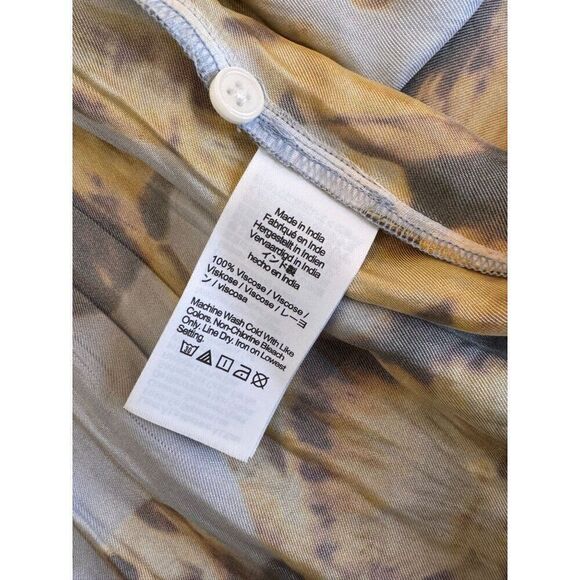 Made in India
Fabriqué en Inde
Hergestellt in Indien
Vervaardigd in India
インド製
hecho en India
100% Viscose / Viscose /
Viskose / Viscose / レーヨ
ン / viscosa
Machine Wash Cold With Like
Colors. Non-Chlorine Bleach
Only. Line Dry. Iron on Lowest
Setting.